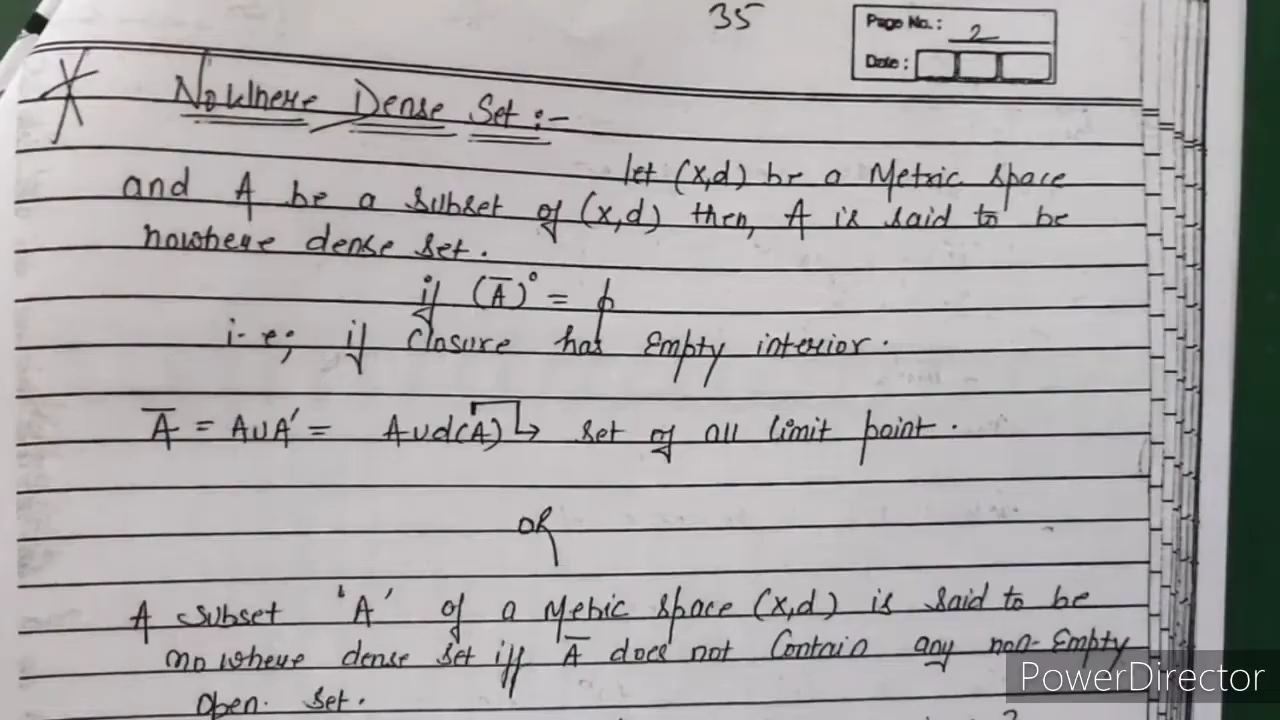 35
Page No.: 2
Date:
Nowhere Dense Set :-
let (X,d) be a Metric space
and A be a subset of (X,d) then, A is said to be
nowhere dense set.
if (A̅)° = ϕ
i.e; if closure has Empty interior.
A̅ = A∪A' = A∪d(A) ↳ set of all limit point.
OR
A subset 'A' of a Metric space (X,d) is said to be
nowhere dense set iff A̅ does not Contain any non-Empty
open set.
PowerDirector